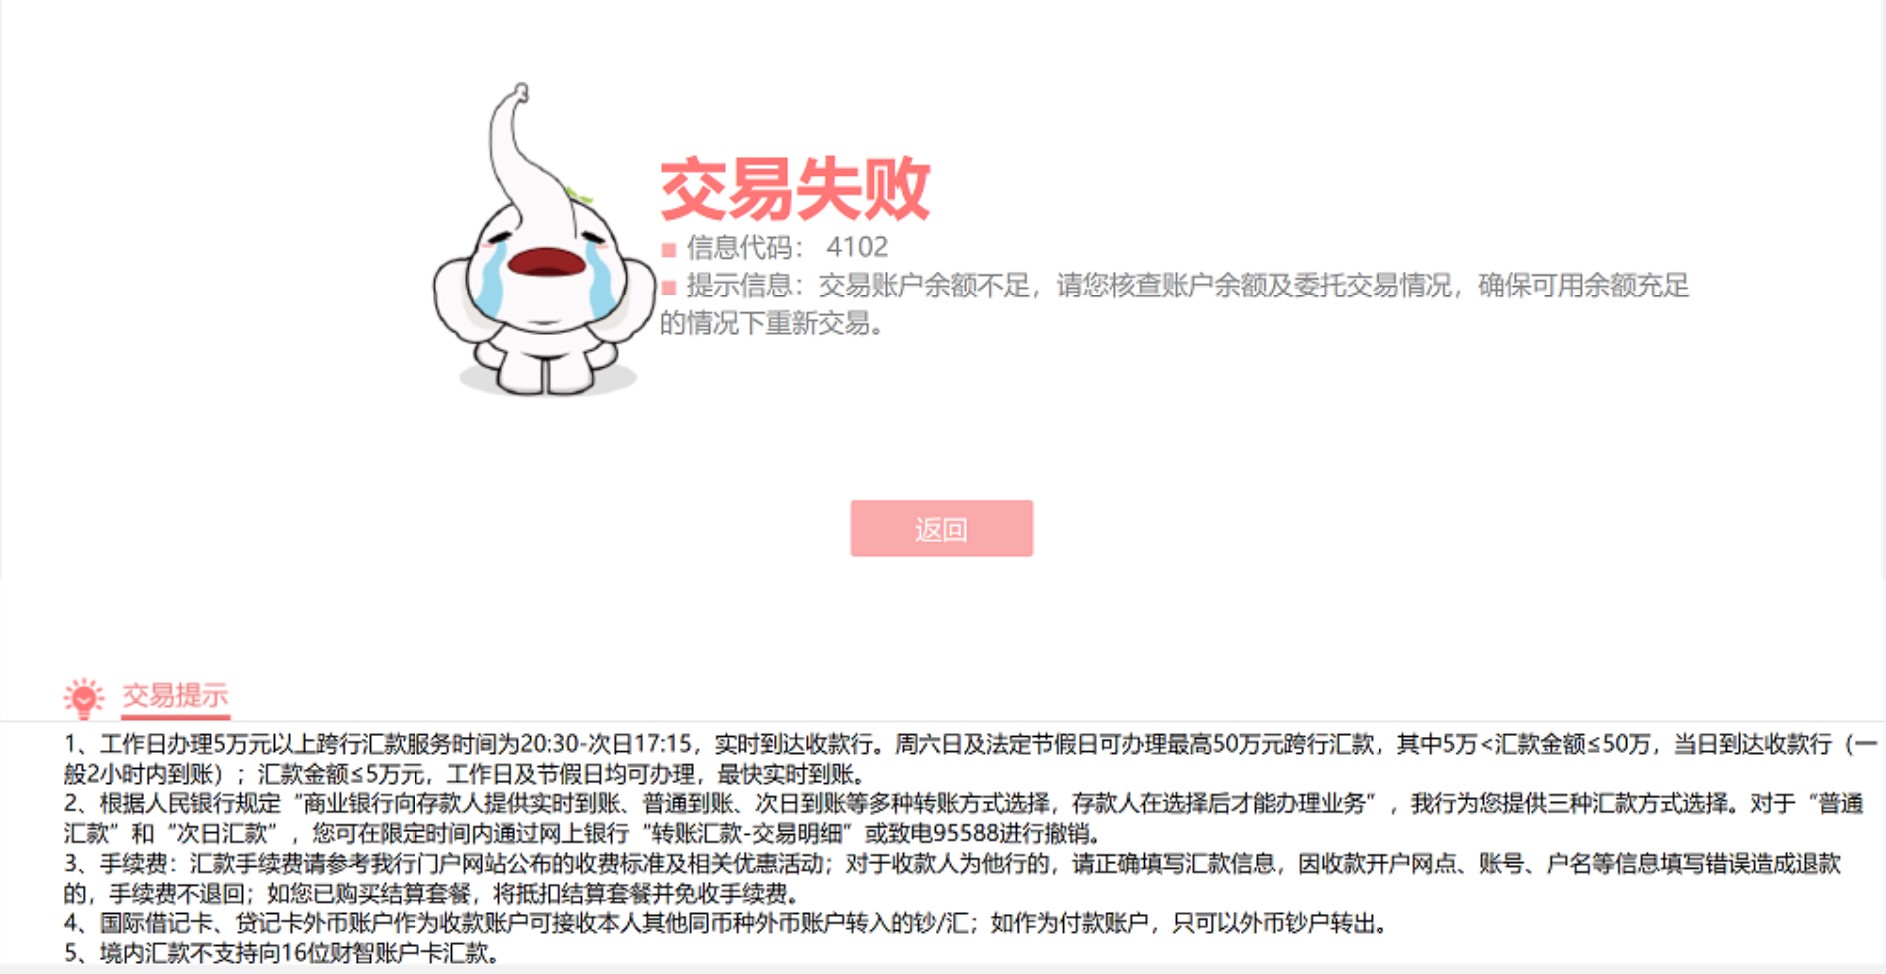 交易失败
信息代码： 4102
提示信息：交易账户余额不足，请您核查账户余额及委托交易情况，确保可用余额充足
的情况下重新交易。
返回
交易提示
1、工作日办理5万元以上跨行汇款服务时间为20:30-次日17:15，实时到达收款行。周六日及法定节假日可办理最高50万元跨行汇款，其中5万<汇款金额≤50万，当日到达收款行（一
般2小时内到账）；汇款金额≤5万元，工作日及节假日均可办理，最快实时到账。
2、根据人民银行规定“商业银行向存款人提供实时到账、普通到账、次日到账等多种转账方式选择，存款人在选择后才能办理业务”，我行为您提供三种汇款方式选择。对于“普通
汇款”和“次日汇款”，您可在限定时间内通过网上银行“转账汇款-交易明细”或致电95588进行撤销。
3、手续费：汇款手续费请参考我行门户网站公布的收费标准及相关优惠活动；对于收款人为他行的，请正确填写汇款信息，因收款开户网点、账号、户名等信息填写错误造成退款
的，手续费不退回；如您已购买结算套餐，将抵扣结算套餐并免收手续费。
4、国际借记卡、贷记卡外币账户作为收款账户可接收本人其他同币种外币账户转入的钞/汇；如作为付款账户，只可以外币钞户转出。
5、境内汇款不支持向16位财智账户卡汇款。